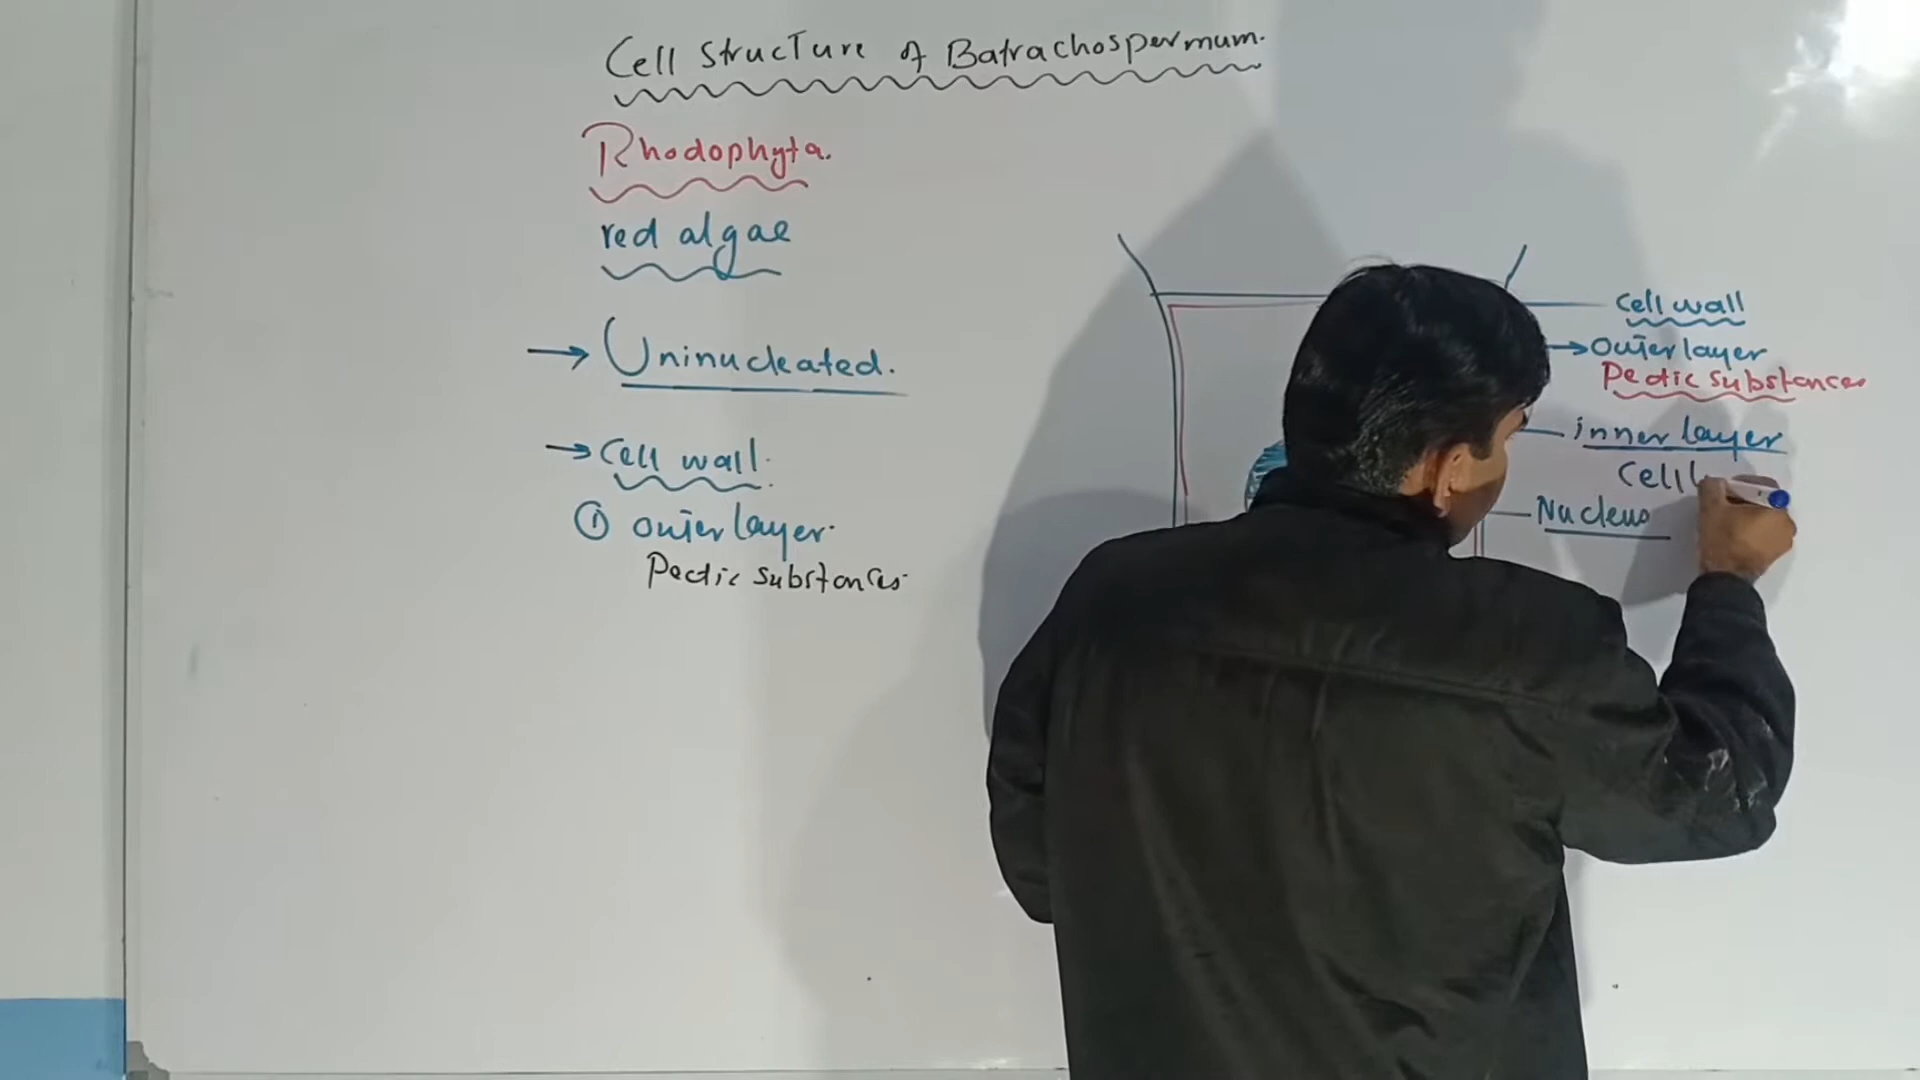 Cell Structure of Batrachospermum.
Rhodophyta.
red algae
→ Uninucleated.
→ Cell wall.
① outer layer.
Pectic substances.
Cell wall
→ outer layer
Pectic substances
inner layer
Cell
Nucleus